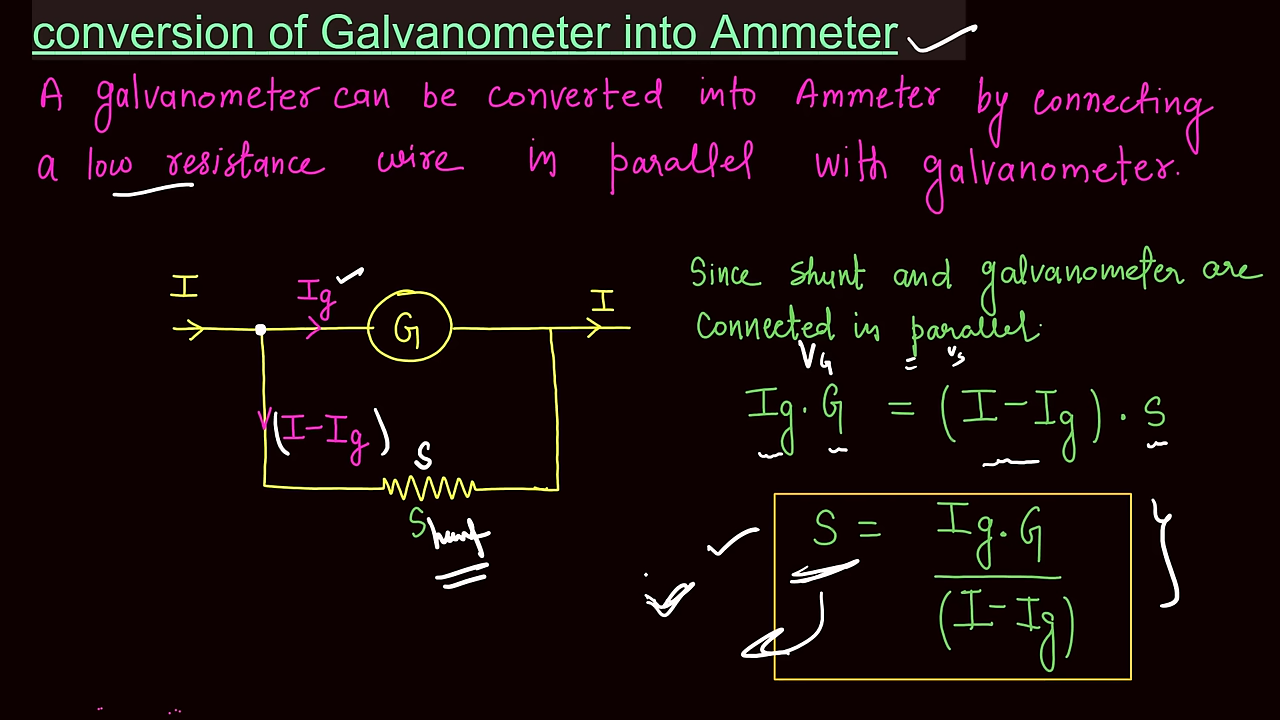 conversion of Galvanometer into Ammeter
A galvanometer can be converted into Ammeter by connecting
a low resistance wire in parallel with galvanometer.
I
Ig
G
I
(I-Ig)
S
Shunt
Since shunt and galvanometer are
Connected in parallel.
VG = Vs
Ig.G = (I-Ig).S
S = Ig.G
(I-Ig)